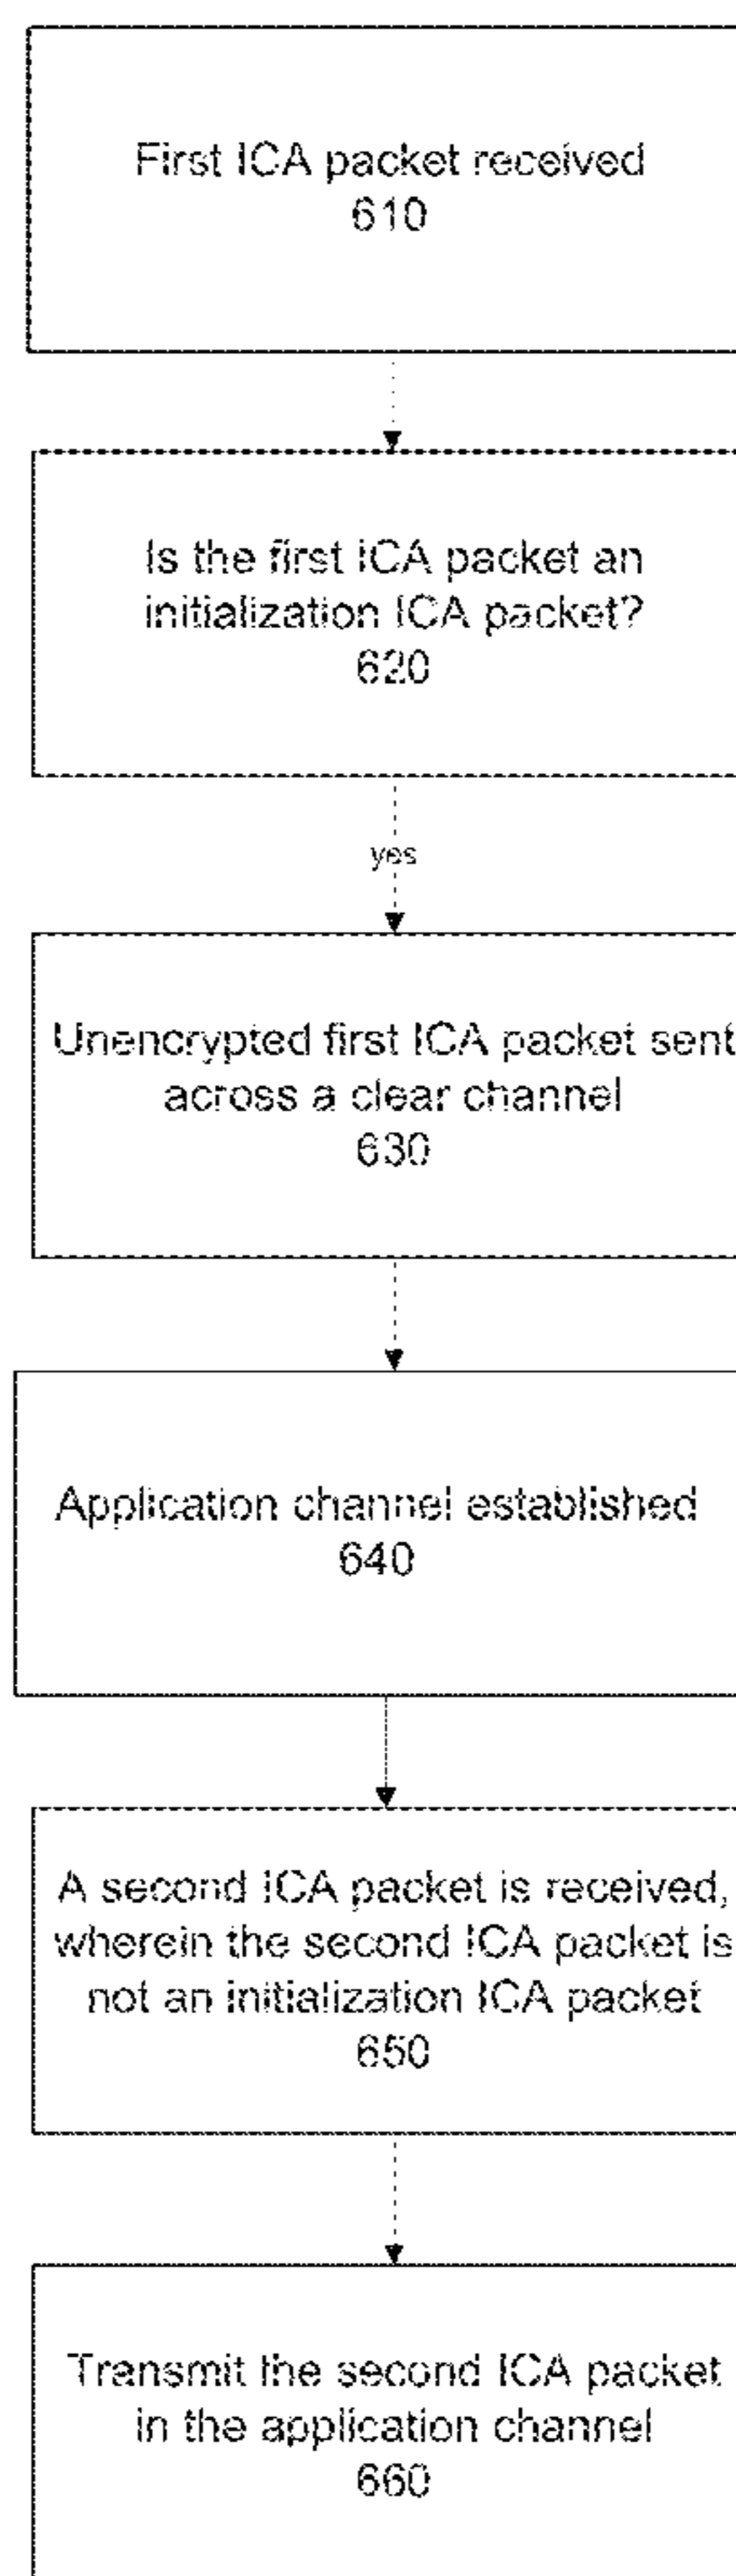 First ICA packet received
610
Is the first ICA packet an
initialization ICA packet?
620
yes
Unencrypted first ICA packet sent
across a clear channel
630
Application channel established
640
A second ICA packet is received,
wherein the second ICA packet is
not an initialization ICA packet
650
Transmit the second ICA packet
in the application channel
660